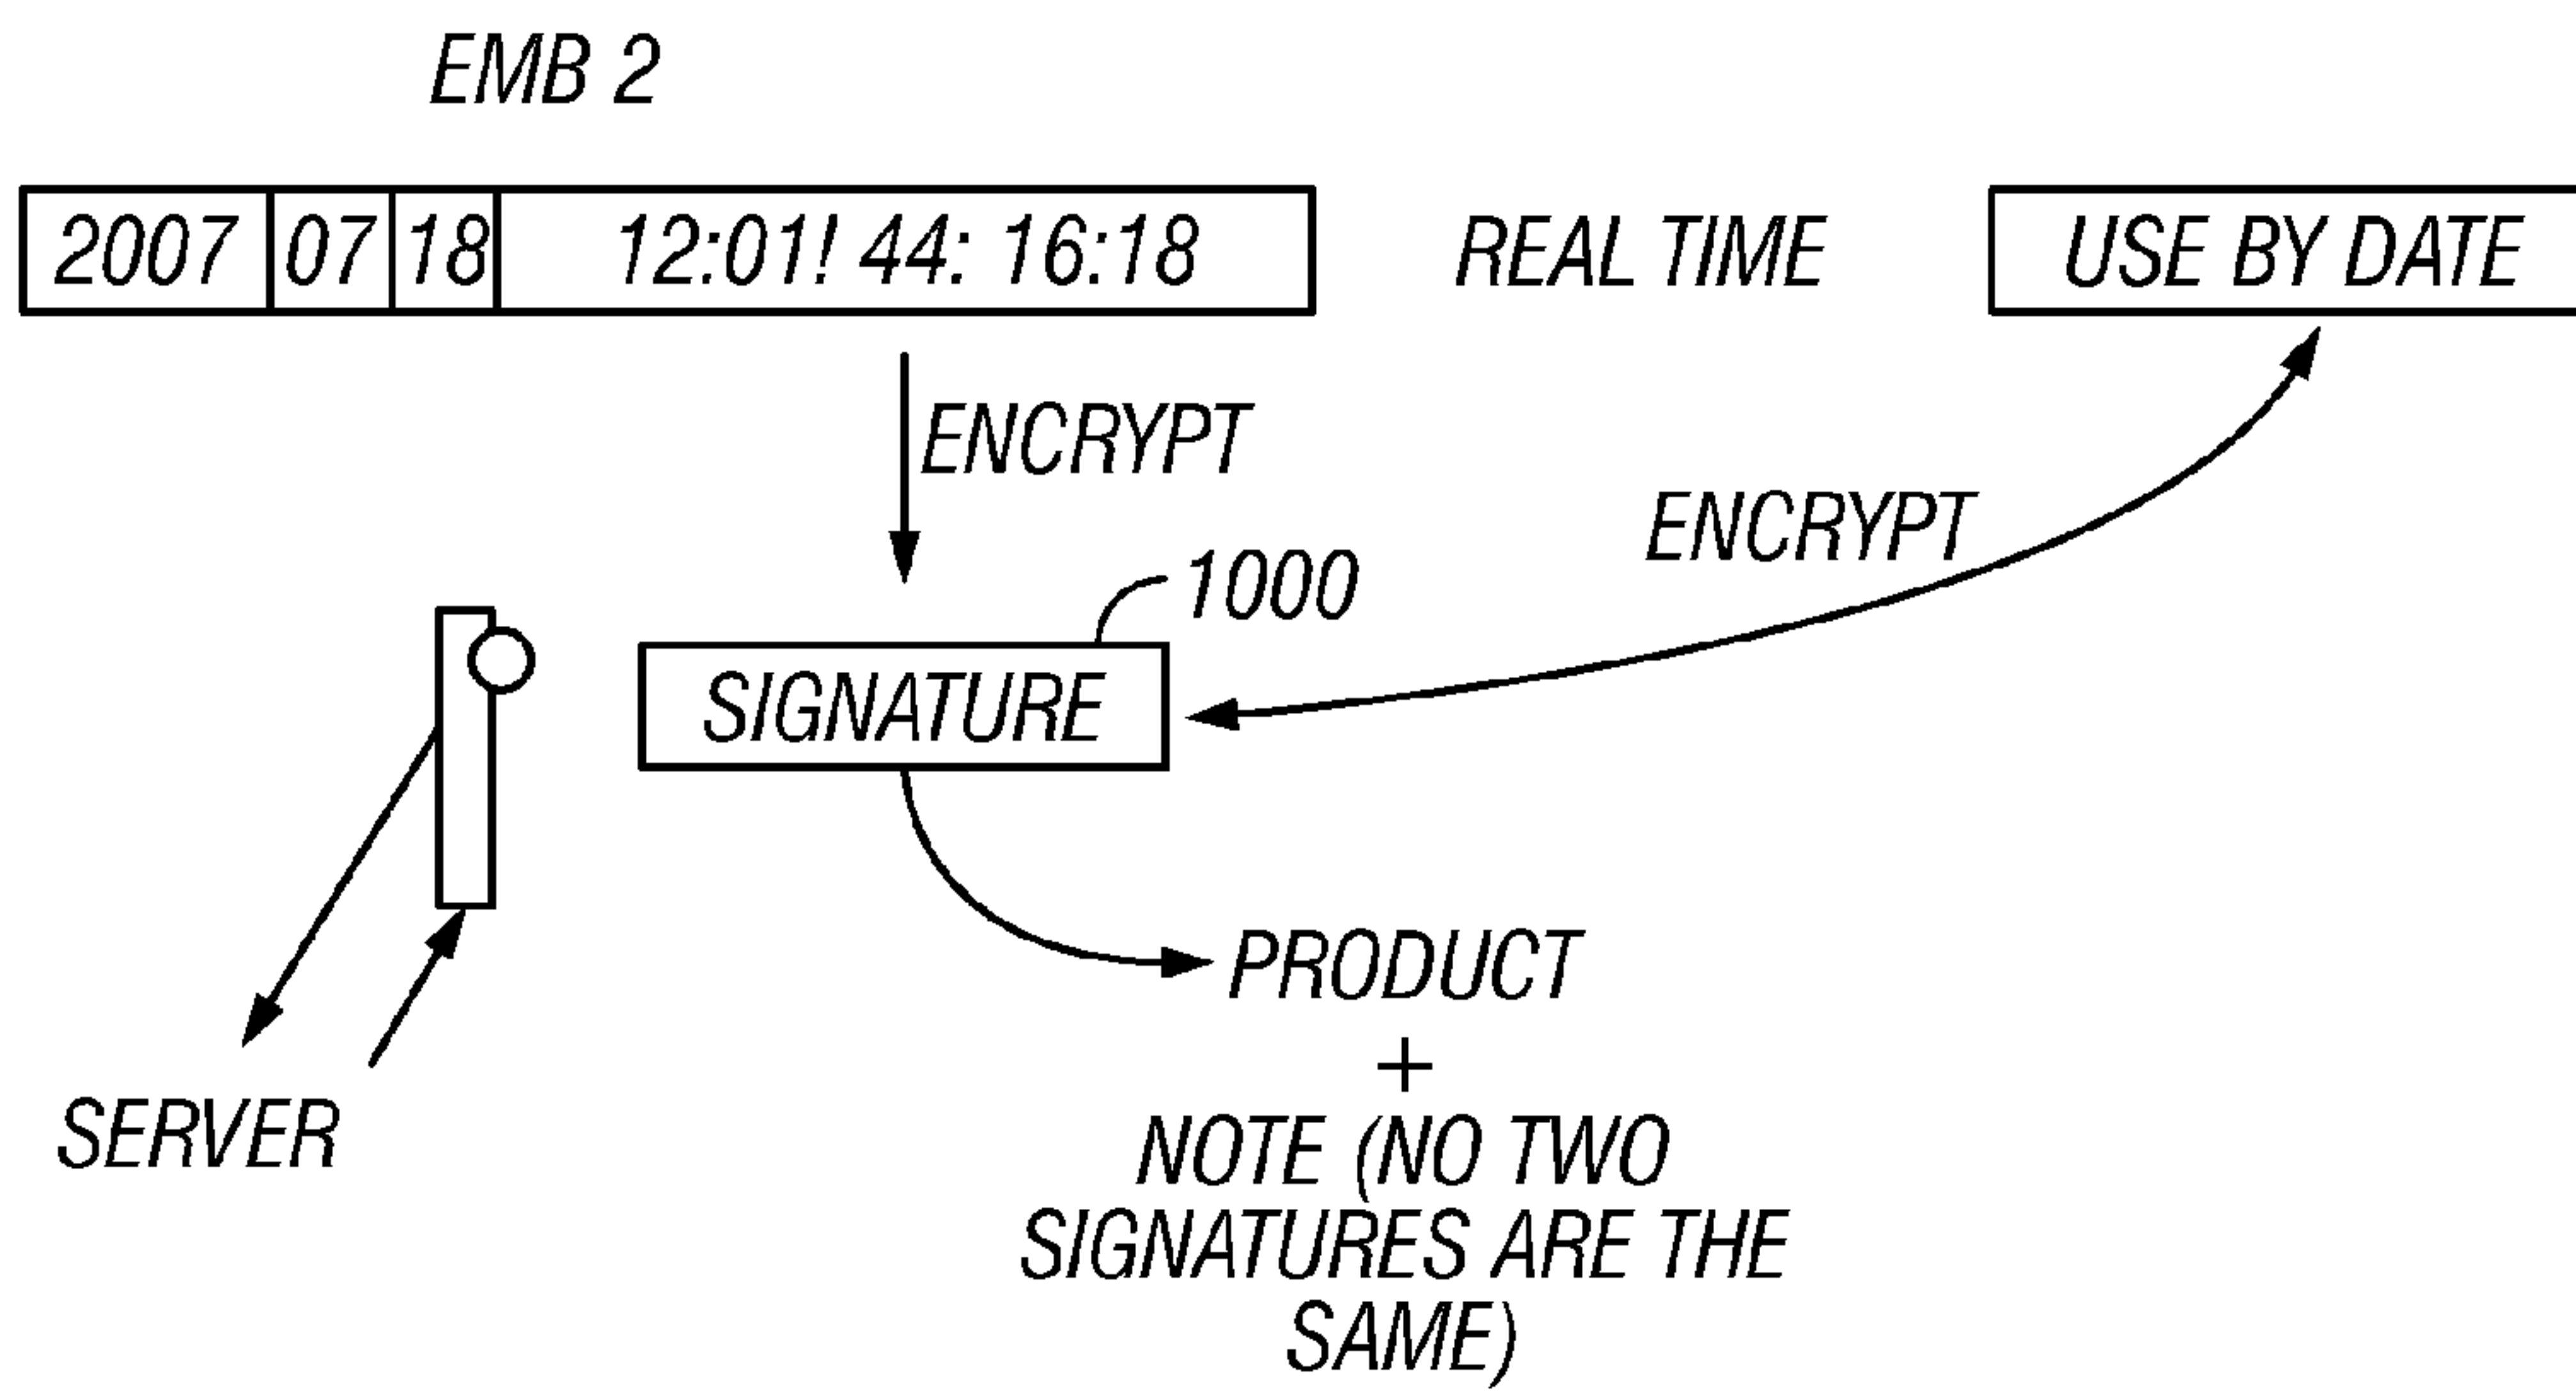 EMB 2
2007 07 18 12:01! 44: 16:18 REAL TIME USE BY DATE
ENCRYPT
ENCRYPT
1000
SIGNATURE
PRODUCT
+
SERVER
NOTE (NO TWO
SIGNATURES ARE THE
SAME)